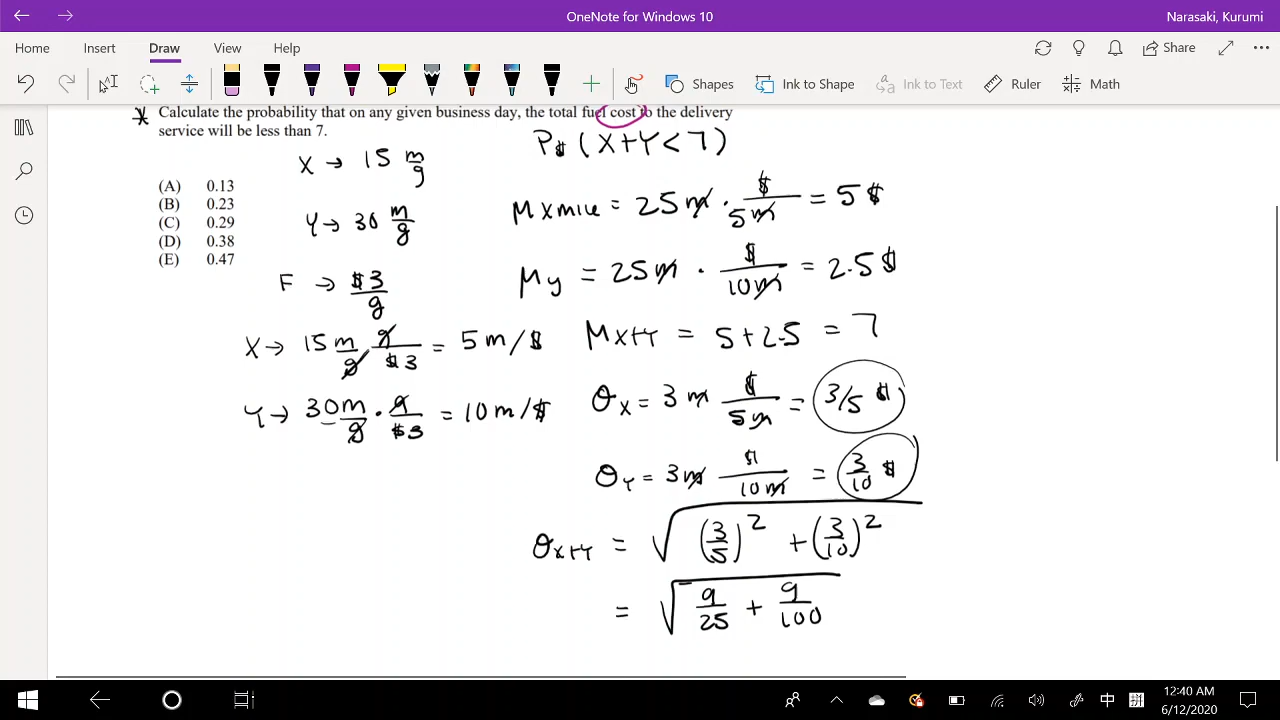 OneNote for Windows 10
Narasaki, Kurumi
Home Insert Draw View Help
Share
Shapes
Ink to Shape
Ink to Text
Ruler
Math
* Calculate the probability that on any given business day, the total fuel cost to the delivery
service will be less than 7.
(A) 0.13
(B) 0.23
(C) 0.29
(D) 0.38
(E) 0.47
X → 15 m/g
Y → 30 m/g
F → $3/g
X → 15 m/g · g/$3 = 5 m/$
Y → 30 m/g · g/$3 = 10 m/$
P$ (X+Y<7)
μx mile = 25 m · $/5m = 5 $
μy = 25 m · $/10m = 2.5 $
μx+Y = 5 + 2.5 = 7
σx = 3 m $/5m = 3/5 $
σY = 3 m $/10m = 3/10 $
σx+Y = √((3/5)² + (3/10)²)
= √(9/25 + 9/100)
中
12:40 AM
6/12/2020